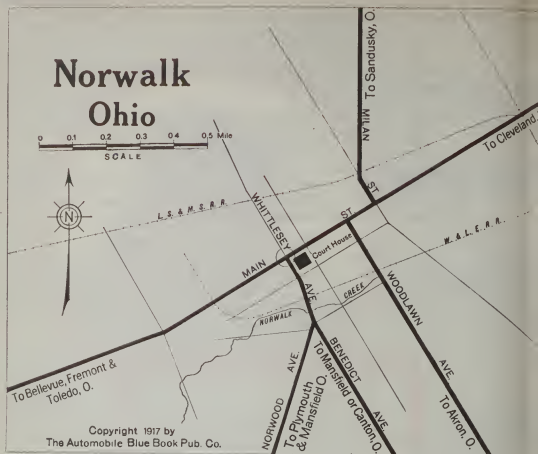 Norwalk
Ohio
0 0.1 0.2 0.3 0.4 0.5 Mile
SCALE
N
To Sandusky, O.
MILAN
ST.
To Cleveland
L.S. & M.S. R.R.
WHITTLESEY
AVE.
MAIN
ST
Court House
W. & L.E. R.R.
NORWALK
CREEK
WOODLAWN
AVE.
To Akron, O.
BENEDICT
AVE.
To Mansfield or Canton, O.
NORWOOD
AVE.
To Plymouth
& Mansfield O.
To Bellevue, Fremont &
Toledo, O.
Copyright 1917 by
The Automobile Blue Book Pub. Co.